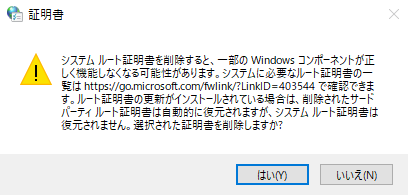 証明書
システム ルート証明書を削除すると、一部の Windows コンポーネントが正
しく機能しなくなる可能性があります。システムに必要なルート証明書の一
覧は https://go.microsoft.com/fwlink/?LinkID=403544 で確認できま
す。ルート証明書の更新がインストールされている場合は、削除されたサード
パーティ ルート証明書は自動的に復元されますが、システム ルート証明書は
復元されません。選択された証明書を削除しますか?
はい(Y)
いいえ(N)